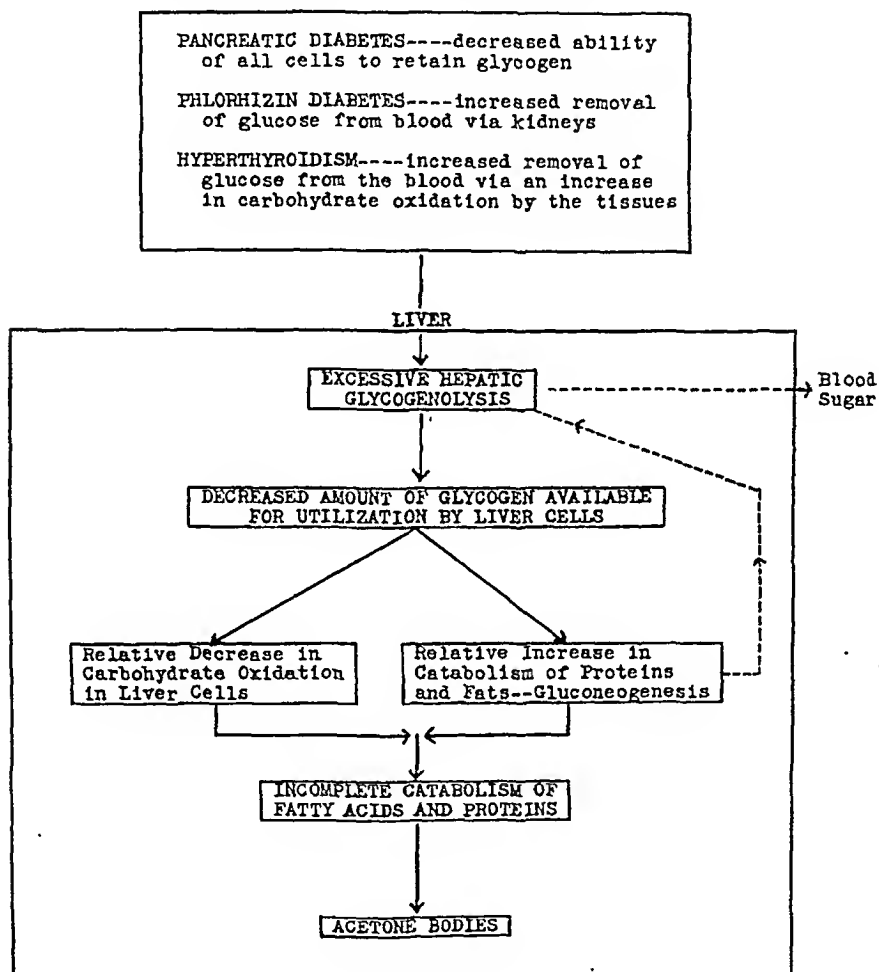 PANCREATIC DIABETES----decreased ability
of all cells to retain glycogen
PHLORHIZIN DIABETES----increased removal
of glucose from blood via kidneys
HYPERTHYROIDISM----increased removal of
glucose from the blood via an increase
in carbohydrate oxidation by the tissues
LIVER
EXCESSIVE HEPATIC
GLYCOGENOLYSIS
Blood
Sugar
DECREASED AMOUNT OF GLYCOGEN AVAILABLE
FOR UTILIZATION BY LIVER CELLS
Relative Decrease in
Carbohydrate Oxidation
in Liver Cells
Relative Increase in
Catabolism of Proteins
and Fats--Gluconeogenesis
INCOMPLETE CATABOLISM OF
FATTY ACIDS AND PROTEINS
ACETONE BODIES